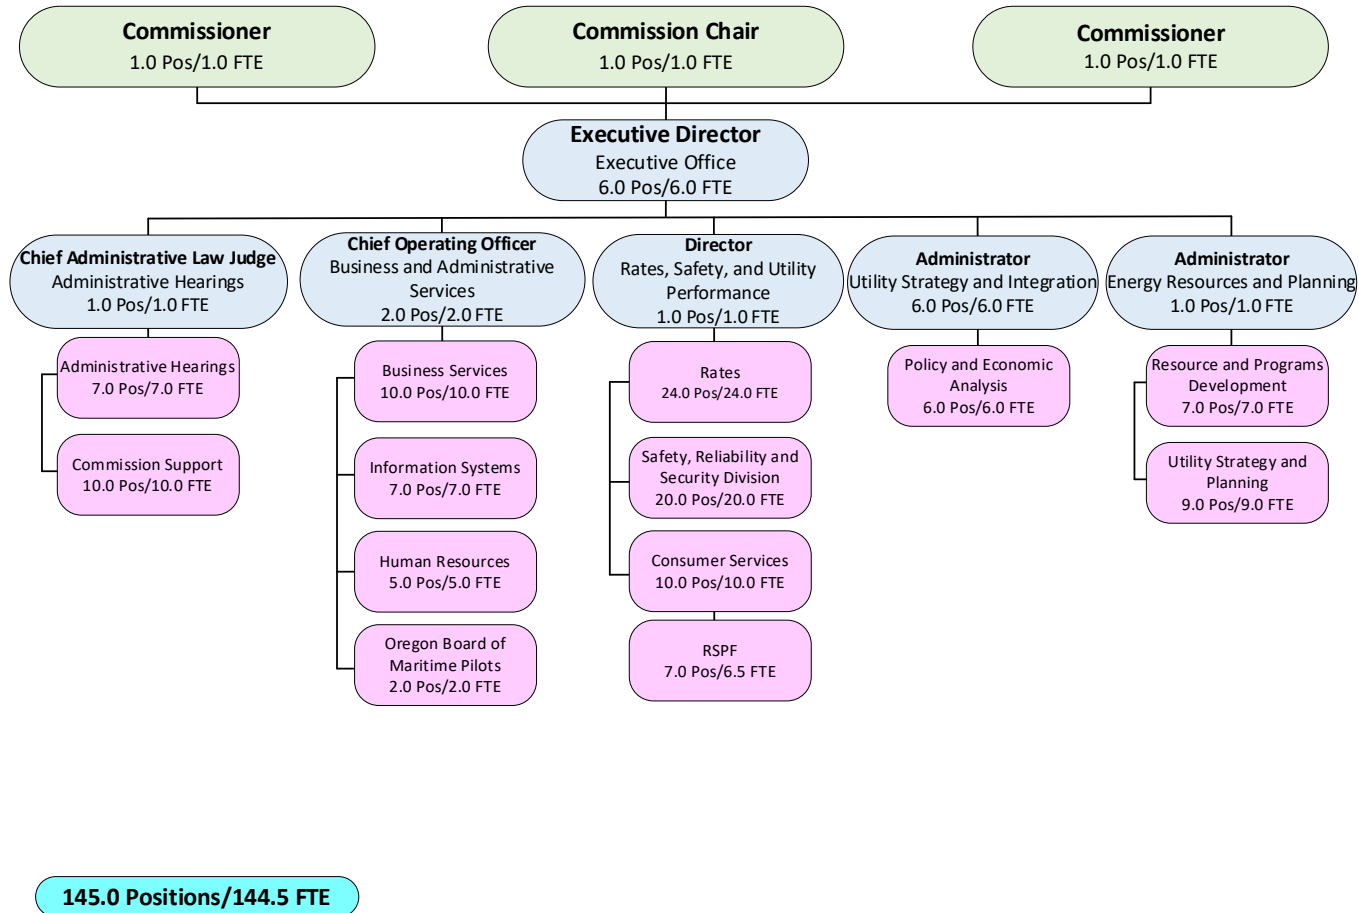 Commissioner
1.0 Pos/1.0 FTE
Commission Chair
1.0 Pos/1.0 FTE
Commissioner
1.0 Pos/1.0 FTE
Executive Director
Executive Office
6.0 Pos/6.0 FTE
Chief Administrative Law Judge
Administrative Hearings
1.0 Pos/1.0 FTE
Chief Operating Officer
Business and Administrative
Services
2.0 Pos/2.0 FTE
Director
Rates, Safety, and Utility
Performance
1.0 Pos/1.0 FTE
Administrator
Utility Strategy and Integration
6.0 Pos/6.0 FTE
Administrator
Energy Resources and Planning
1.0 Pos/1.0 FTE
Administrative Hearings
7.0 Pos/7.0 FTE
Commission Support
10.0 Pos/10.0 FTE
Business Services
10.0 Pos/10.0 FTE
Information Systems
7.0 Pos/7.0 FTE
Human Resources
5.0 Pos/5.0 FTE
Oregon Board of
Maritime Pilots
2.0 Pos/2.0 FTE
Rates
24.0 Pos/24.0 FTE
Safety, Reliability and
Security Division
20.0 Pos/20.0 FTE
Consumer Services
10.0 Pos/10.0 FTE
RSPF
7.0 Pos/6.5 FTE
Policy and Economic
Analysis
6.0 Pos/6.0 FTE
Resource and Programs
Development
7.0 Pos/7.0 FTE
Utility Strategy and
Planning
9.0 Pos/9.0 FTE
145.0 Positions/144.5 FTE